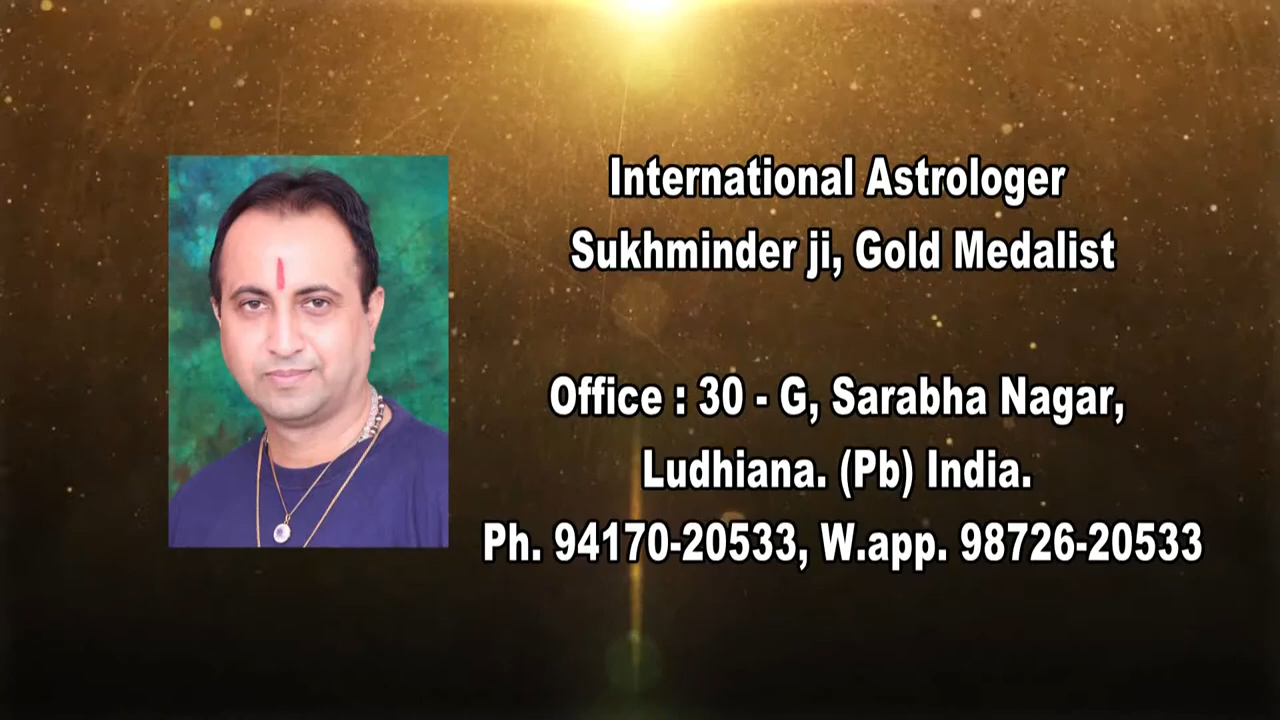 International Astrologer
Sukhminder ji, Gold Medalist
Office : 30 - G, Sarabha Nagar,
Ludhiana. (Pb) India.
Ph. 94170-20533, W.app. 98726-20533